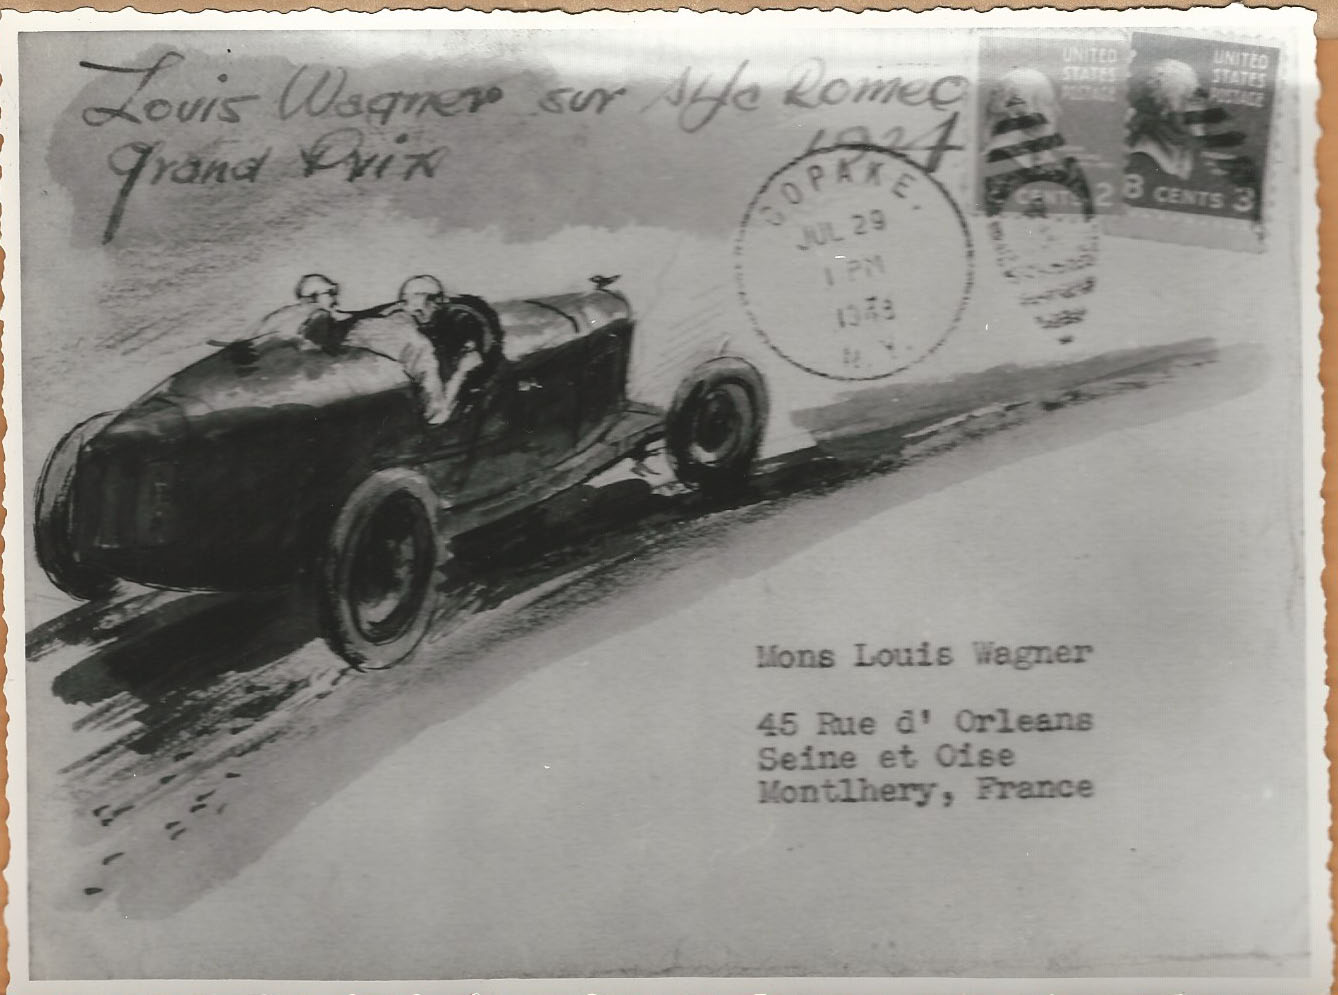 Louis Wagner sur Alfa Romeo
Grand Prix 1924
UNITED
STATES
POSTAGE
CENTS 2
UNITED
STATES
POSTAGE
3 CENTS 3
COPAKE.
JUL 29
1 PM
N. Y.
Mons Louis Wagner
45 Rue d' Orleans
Seine et Oise
Montlhery, France